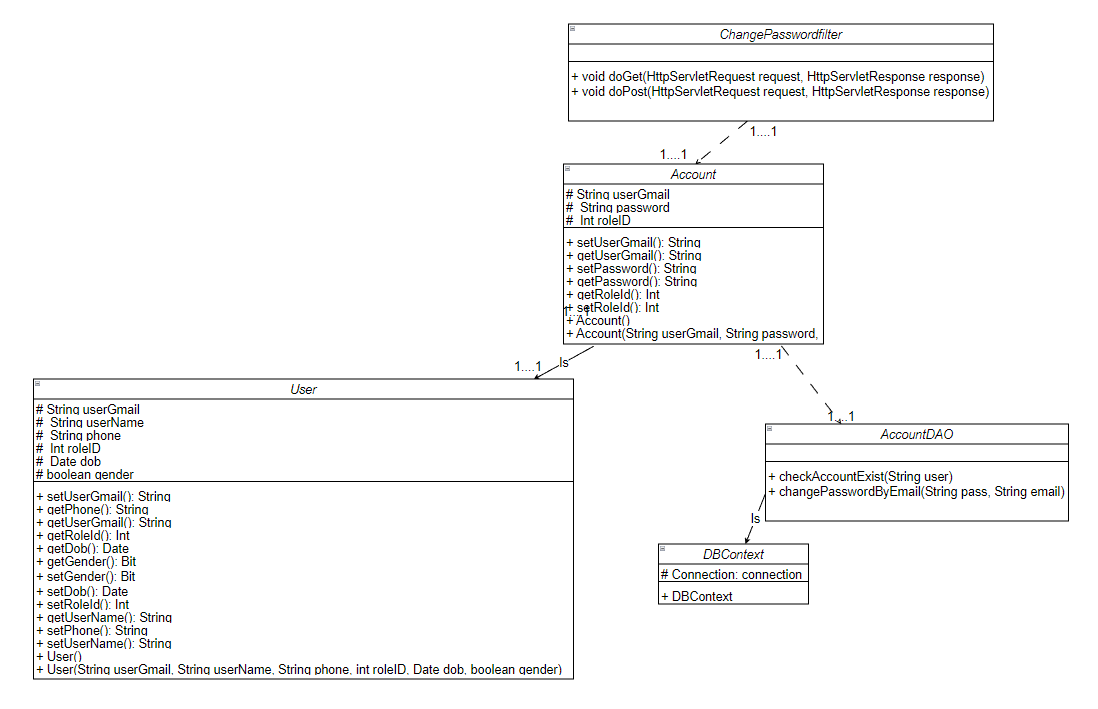 ChangePasswordfilter
+ void doGet(HttpServletRequest request, HttpServletResponse response)
+ void doPost(HttpServletRequest request, HttpServletResponse response)
1....1
1....1
Account
# String userGmail
# String password
# Int roleID
+ setUserGmail(): String
+ getUserGmail(): String
+ setPassword(): String
+ getPassword(): String
+ getRoleId(): Int
+ setRoleId(): Int
1....1
+ Account()
+ Account(String userGmail, String password,
1....1
Is
1....1
User
# String userGmail
# String userName
# String phone
# Int roleID
# Date dob
# boolean gender
+ setUserGmail(): String
+ getPhone(): String
+ getUserGmail(): String
+ getRoleId(): Int
+ getDob(): Date
+ getGender(): Bit
+ setGender(): Bit
+ setDob(): Date
+ setRoleId(): Int
+ getUserName(): String
+ setPhone(): String
+ setUserName(): String
+ User()
+ User(String userGmail, String userName, String phone, int roleID, Date dob, boolean gender)
1....1
AccountDAO
+ checkAccountExist(String user)
+ changePasswordByEmail(String pass, String email)
Is
DBContext
# Connection: connection
+ DBContext